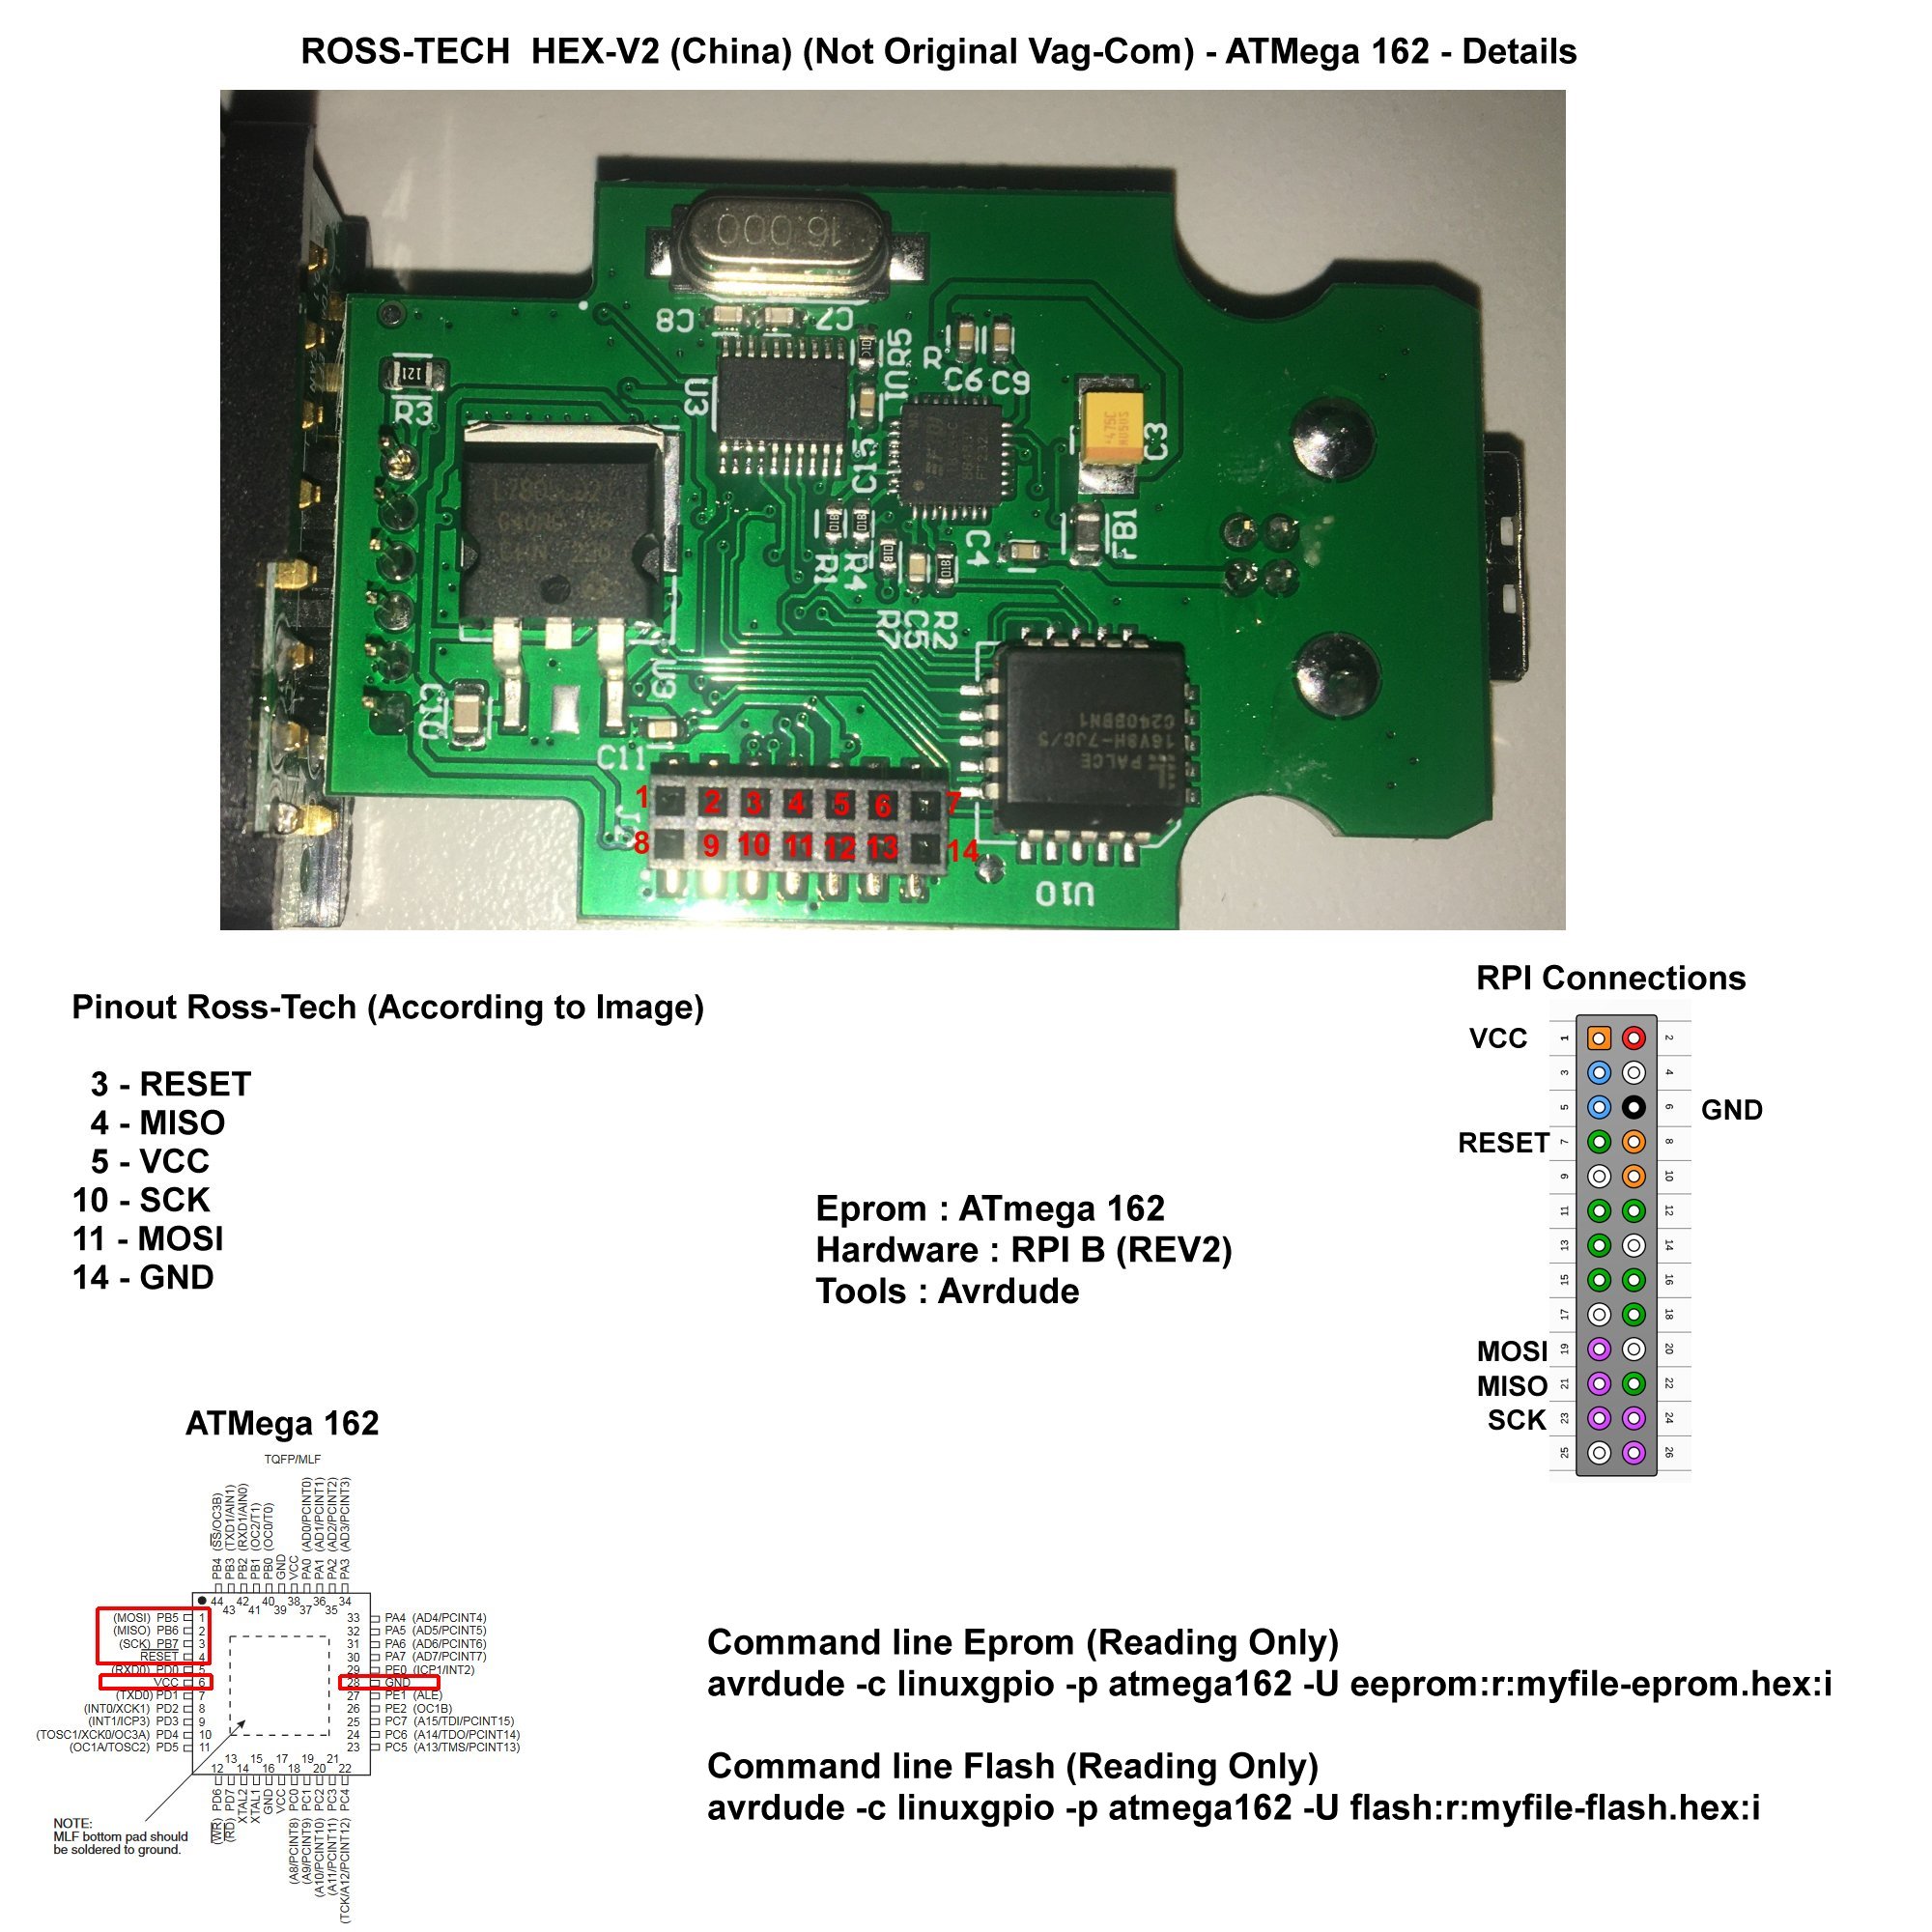 ROSS-TECH  HEX-V2 (China) (Not Original Vag-Com) - ATMega 162 - Details
16.000
C8
C7
U3
R5
121
R3
R
C6 C9
C15
C3
475C
FB1
C4
R1
R4
R7
C5
R2
U9
C10
C11
PALCE
16V8H-7JC/5
C240BBN1
J1
1 2 3 4 5 6 7
8 9 10 11 12 13 14
U10
Pinout Ross-Tech (According to Image)
3 - RESET
4 - MISO
5 - VCC
10 - SCK
11 - MOSI
14 - GND
Eprom : ATmega 162
Hardware : RPI B (REV2)
Tools : Avrdude
RPI Connections
VCC 1 2
3 4
5 6 GND
RESET 7 8
9 10
11 12
13 14
15 16
17 18
MOSI 19 20
MISO 21 22
SCK 23 24
25 26
ATMega 162
TQFP/MLF
PB4 (SS/OC3B)
PB3 (TXD1/AIN1)
PB2 (RXD1/AIN0)
PB1 (OC2/T1)
PB0 (OC0/T0)
GND
VCC
PA0 (AD0/PCINT0)
PA1 (AD1/PCINT1)
PA2 (AD2/PCINT2)
PA3 (AD3/PCINT3)
44 43 42 41 40 39 38 37 36 35 34
(MOSI) PB5 1
(MISO) PB6 2
(SCK) PB7 3
RESET 4
(RXD0) PD0 5
VCC 6
(TXD0) PD1 7
(INT0/XCK1) PD2 8
(INT1/ICP3) PD3 9
(TOSC1/XCK0/OC3A) PD4 10
(OC1A/TOSC2) PD5 11
33 PA4 (AD4/PCINT4)
32 PA5 (AD5/PCINT5)
31 PA6 (AD6/PCINT6)
30 PA7 (AD7/PCINT7)
29 PE0 (ICP1/INT2)
28 GND
27 PE1 (ALE)
26 PE2 (OC1B)
25 PC7 (A15/TDI/PCINT15)
24 PC6 (A14/TDO/PCINT14)
23 PC5 (A13/TMS/PCINT13)
12 13 14 15 16 17 18 19 20 21 22
(WR) PD6
(RD) PD7
XTAL2
XTAL1
GND
VCC
(A8/PCINT8) PC0
(A9/PCINT9) PC1
(A10/PCINT10) PC2
(A11/PCINT11) PC3
(TCK/A12/PCINT12) PC4
NOTE:
MLF bottom pad should
be soldered to ground.
Command line Eprom (Reading Only)
avrdude -c linuxgpio -p atmega162 -U eeprom:r:myfile-eprom.hex:i
Command line Flash (Reading Only)
avrdude -c linuxgpio -p atmega162 -U flash:r:myfile-flash.hex:i